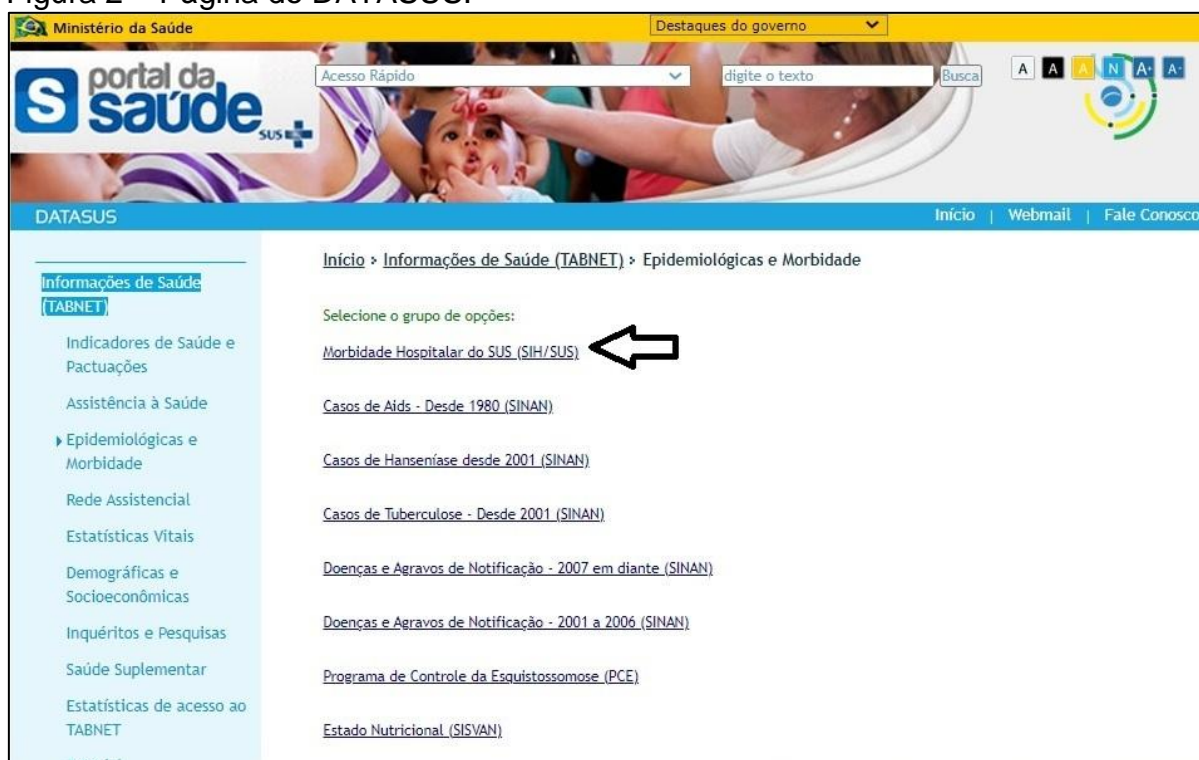 Figura 2 – Página do DATASUS.
Ministério da Saúde
Destaques do governo
portal da
saúde
SUS
Acesso Rápido
digite o texto
Busca
A A A N A+ A-
DATASUS
Início | Webmail | Fale Conosco
Informações de Saúde
(TABNET)
Indicadores de Saúde e
Pactuações
Assistência à Saúde
Epidemiológicas e
Morbidade
Rede Assistencial
Estatísticas Vitais
Demográficas e
Socioeconômicas
Inquéritos e Pesquisas
Saúde Suplementar
Estatísticas de acesso ao
TABNET
Início > Informações de Saúde (TABNET) > Epidemiológicas e Morbidade
Selecione o grupo de opções:
Morbidade Hospitalar do SUS (SIH/SUS)
Casos de Aids - Desde 1980 (SINAN)
Casos de Hanseníase desde 2001 (SINAN)
Casos de Tuberculose - Desde 2001 (SINAN)
Doenças e Agravos de Notificação - 2007 em diante (SINAN)
Doenças e Agravos de Notificação - 2001 a 2006 (SINAN)
Programa de Controle da Esquistossomose (PCE)
Estado Nutricional (SISVAN)